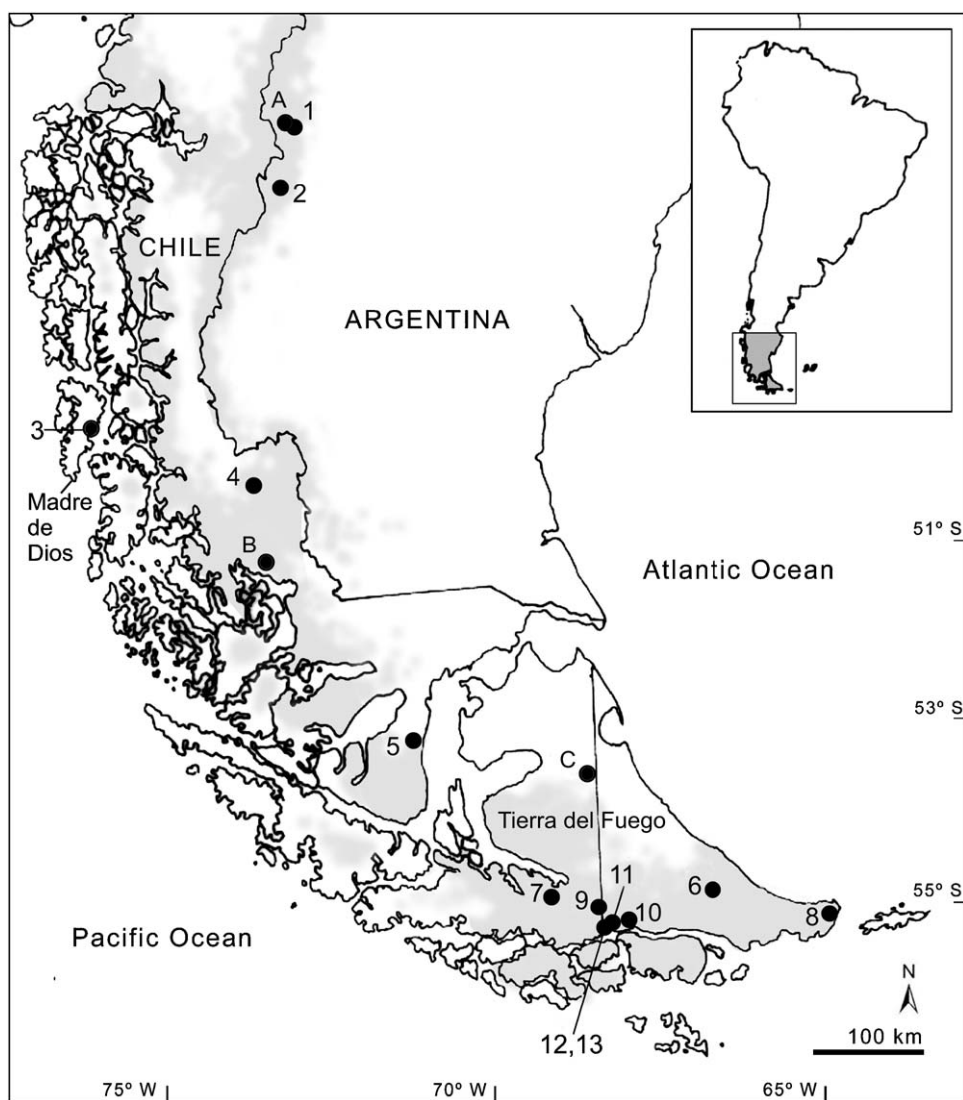 A
1
2
CHILE
ARGENTINA
3
4
Madre
de
Dios
B
51° S
Atlantic Ocean
53° S
5
C
Tierra del Fuego
11
6
7
9
10
8
55° S
Pacific Ocean
N
12,13
100 km
75° W
70° W
65° W